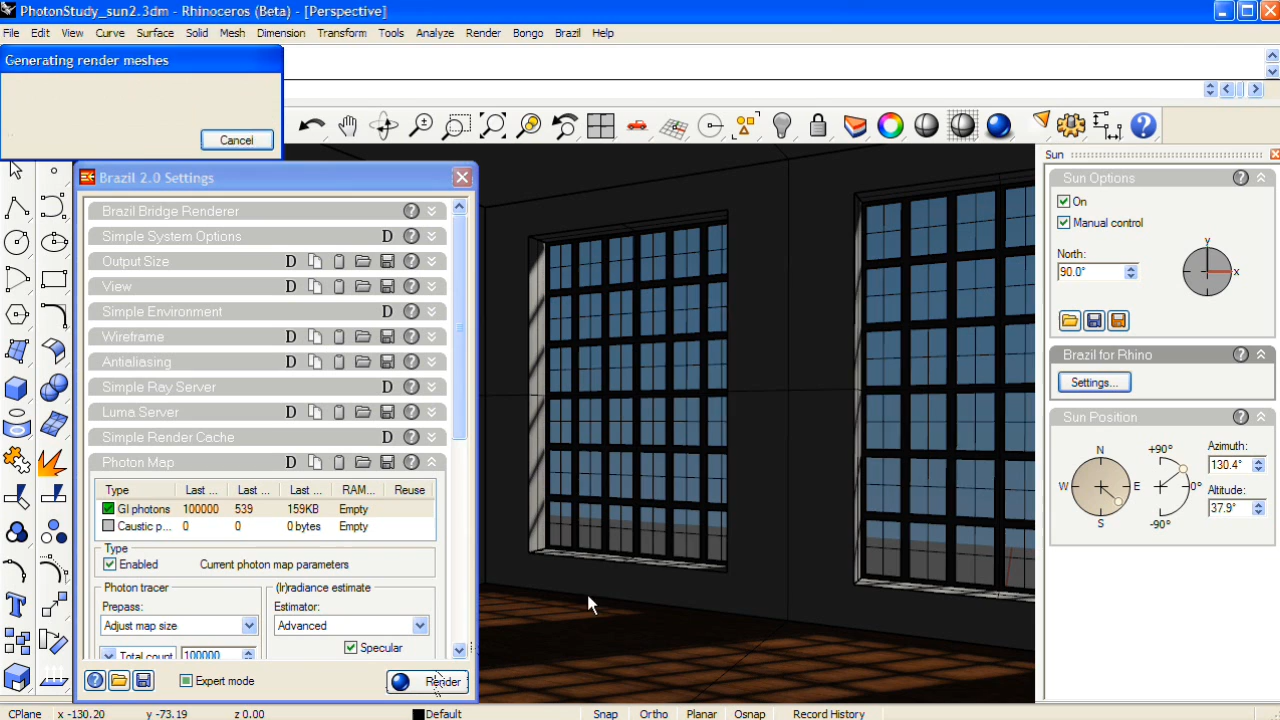 PhotonStudy_sun2.3dm - Rhinoceros (Beta) - [Perspective]
File Edit View Curve Surface Solid Mesh Dimension Transform Tools Analyze Render Bongo Brazil Help
Generating render meshes
Cancel
Brazil 2.0 Settings
Brazil Bridge Renderer
Simple System Options D
Output Size D
View D
Simple Environment D
Wireframe D
Antialiasing D
Simple Ray Server D
Luma Server D
Simple Render Cache D
Photon Map D
Type Last ... Last ... Last ... RAM... Reuse
GI photons 100000 539 159KB Empty
Caustic p... 0 0 0 bytes Empty
Type
Enabled Current photon map parameters
Photon tracer (Ir)radiance estimate
Prepass: Estimator:
Adjust map size Advanced
Specular
Total count 100000
Expert mode Render
Sun
Sun Options
On
Manual control
North:
90.0°
y
x
Brazil for Rhino
Settings...
Sun Position
N
W E
S
+90°
0°
-90°
Azimuth:
130.4°
Altitude:
37.9°
CPlane x -130.20 y -73.19 z 0.00 Default Snap Ortho Planar Osnap Record History